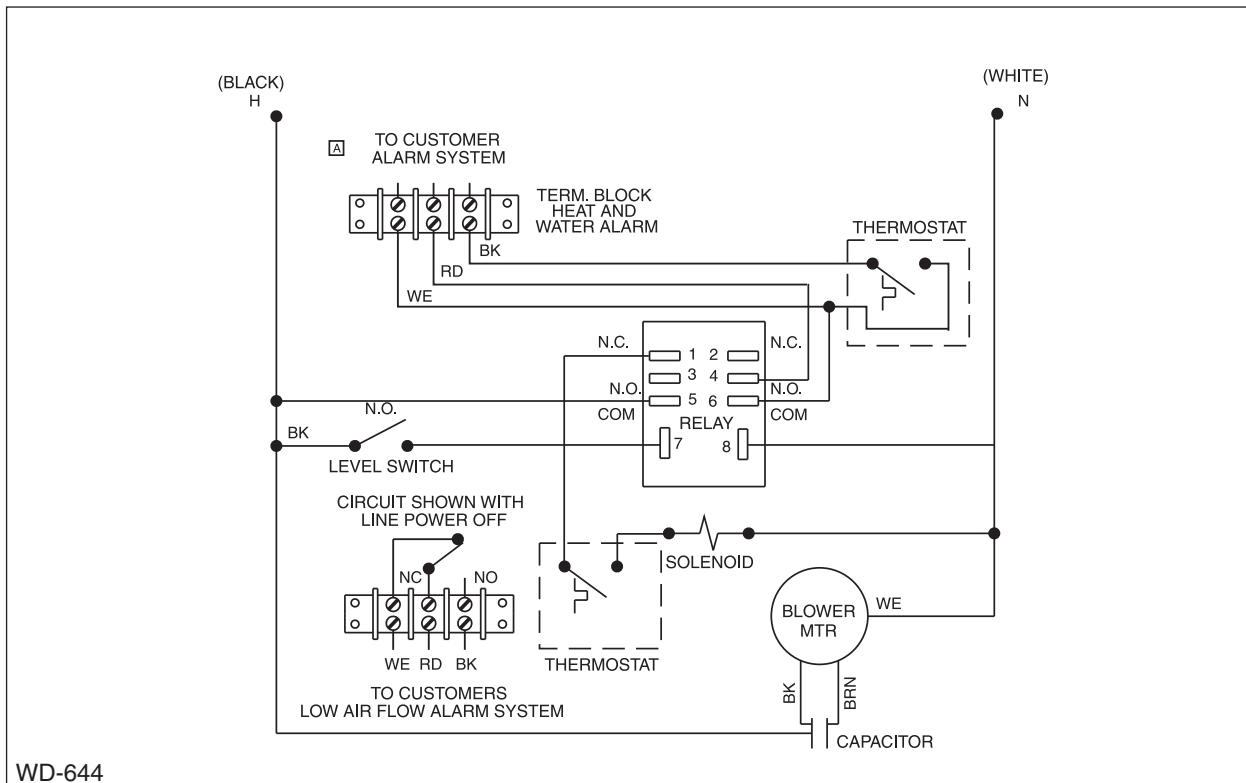 (BLACK)
H
(WHITE)
N
A
TO CUSTOMER
ALARM SYSTEM
TERM. BLOCK
HEAT AND
WATER ALARM
THERMOSTAT
BK
RD
WE
N.C. 1 2 N.C.
3 4
N.O. N.O.
5 6
COM COM
RELAY
7 8
N.O.
BK
LEVEL SWITCH
CIRCUIT SHOWN WITH
LINE POWER OFF
NC NO
WE RD BK
TO CUSTOMERS
LOW AIR FLOW ALARM SYSTEM
THERMOSTAT
SOLENOID
BLOWER
MTR
WE
BK
BRN
CAPACITOR
WD-644